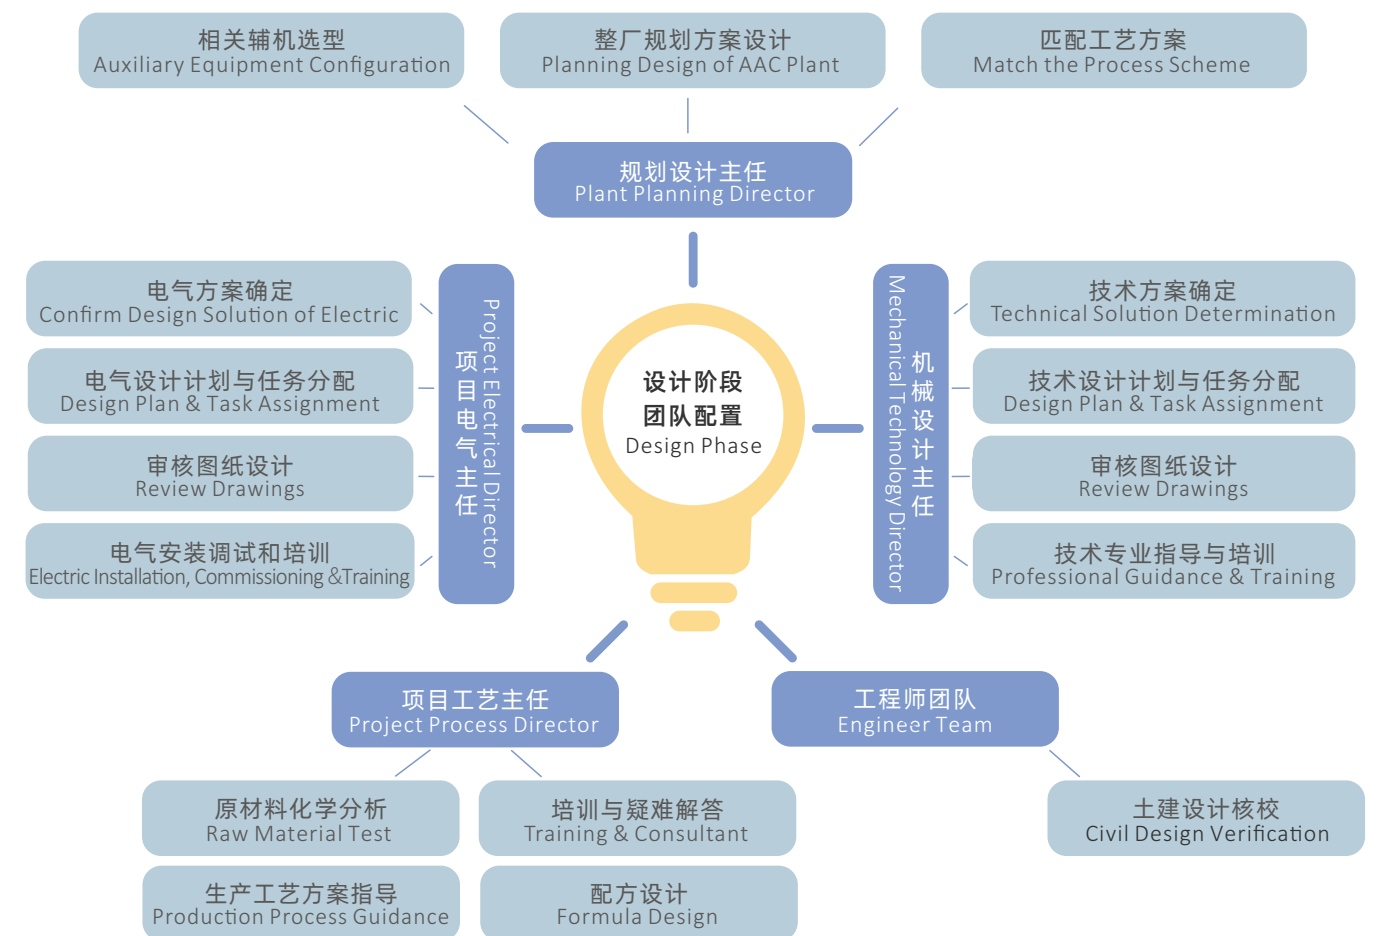 相关辅机选型
Auxiliary Equipment Configuration
整厂规划方案设计
Planning Design of AAC Plant
匹配工艺方案
Match the Process Scheme
规划设计主任
Plant Planning Director
电气方案确定
Confirm Design Solution of Electric
电气设计计划与任务分配
Design Plan & Task Assignment
审核图纸设计
Review Drawings
电气安装调试和培训
Electric Installation, Commissioning &Training
项目电气主任
Project Electrical Director
设计阶段
团队配置
Design Phase
机械设计主任
Mechanical Technology Director
技术方案确定
Technical Solution Determination
技术设计计划与任务分配
Design Plan & Task Assignment
审核图纸设计
Review Drawings
技术专业指导与培训
Professional Guidance & Training
项目工艺主任
Project Process Director
工程师团队
Engineer Team
原材料化学分析
Raw Material Test
培训与疑难解答
Training & Consultant
土建设计核校
Civil Design Verification
生产工艺方案指导
Production Process Guidance
配方设计
Formula Design